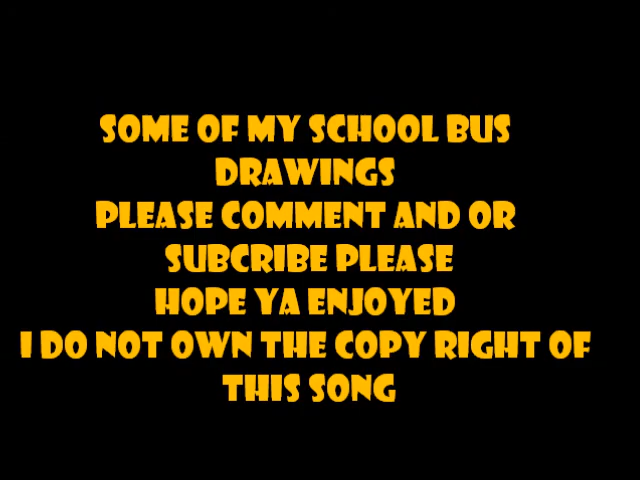 SOME OF MY SCHOOL BUS
DRAWINGS
PLEASE COMMENT AND OR
SUBCRIBE PLEASE
HOPE YA ENJOYED
I DO NOT OWN THE COPY RIGHT OF
THIS SONG